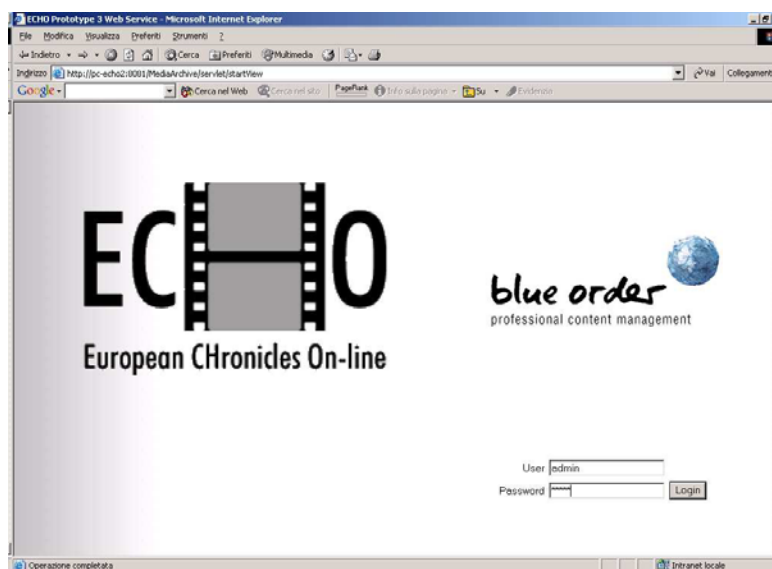 ECHO Prototype 3 Web Service - Microsoft Internet Explorer
File Modifica Visualizza Preferiti Strumenti ?
Indietro Cerca Preferiti Multimedia
Indirizzo http://pc-echo2:8081/MediaArchive/servlet/startView Vai Collegamenti
Google Cerca nel Web Cerca nel sito PageRank Info sulla pagina Su Evidenzia
ECHO
blue order
professional content management
European CHronicles On-line
User admin
Password *****
Login
Operazione completata Intranet locale